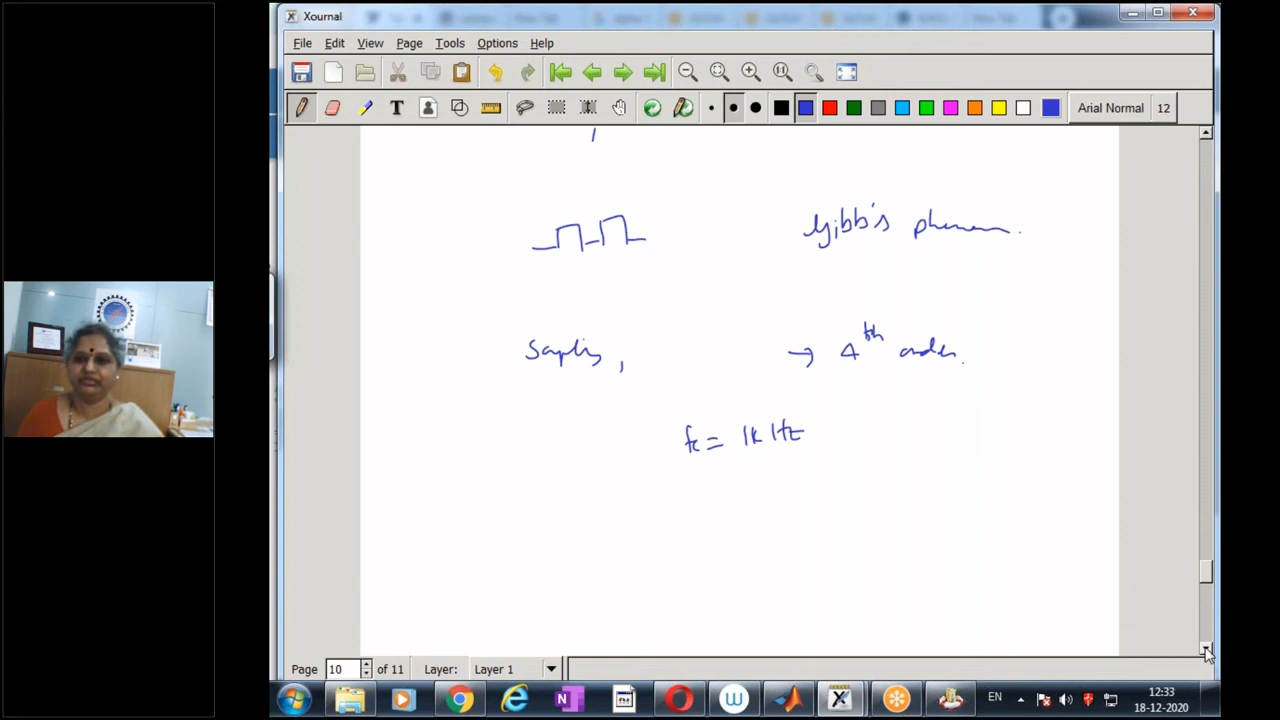 Xournal
File Edit View Page Tools Options Help
Arial Normal 12
Gibb's phenom.
Sapling, → 4th order.
fc = 1k Hz
Page 10 of 11 Layer: Layer 1
EN 12:33
18-12-2020